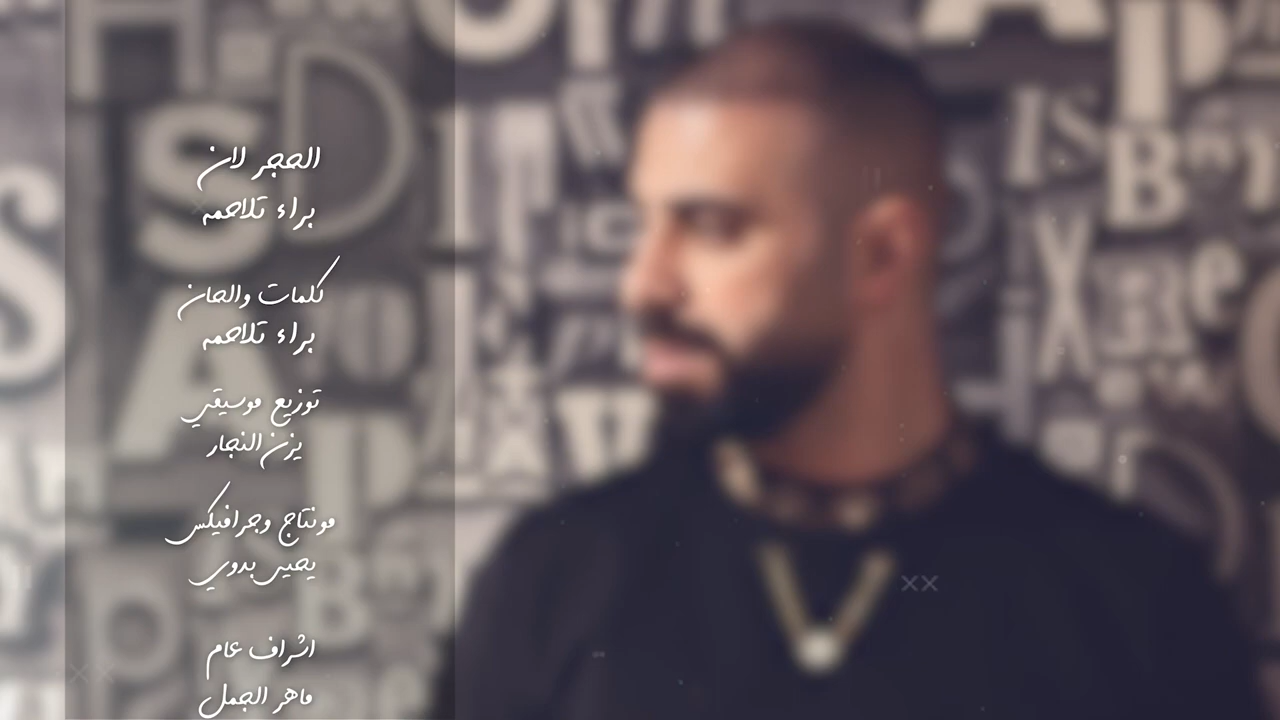 الحجر لان
براء تلاحمه
كلمات والحان
براء تلاحمه
توزيع موسيقي
يزن النجار
مونتاج وجرافيكس
يحيى بدوي
اشراف عام
ماهر الجمل